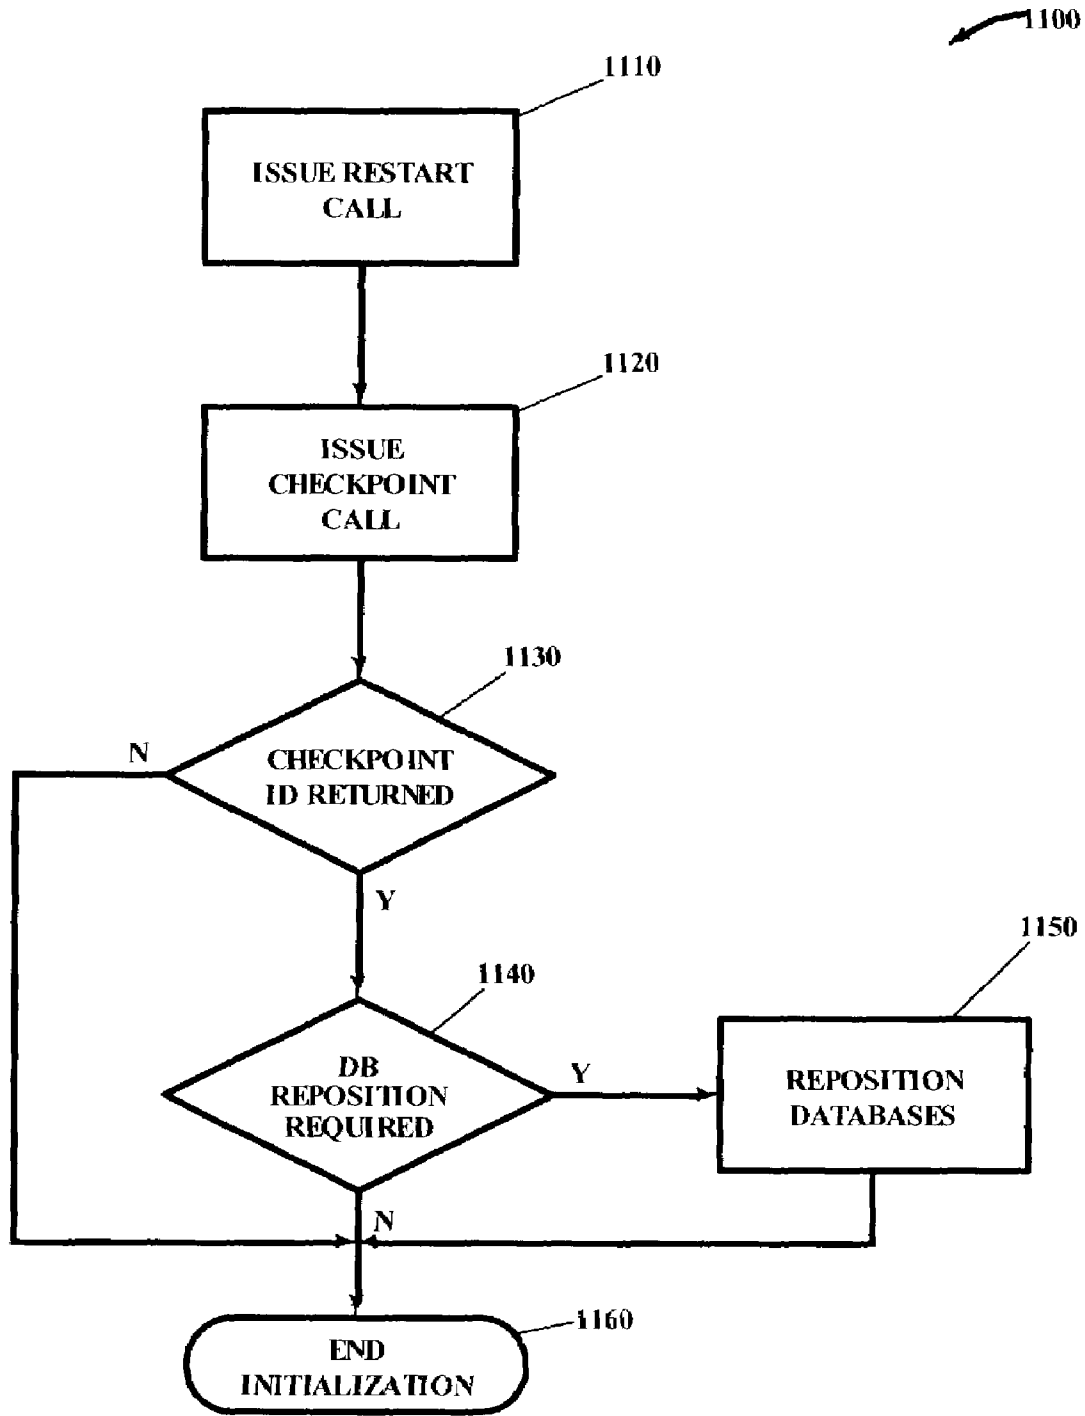 1100
1110
ISSUE RESTART
CALL
1120
ISSUE
CHECKPOINT
CALL
1130
N
CHECKPOINT
ID RETURNED
Y
1140
1150
DB
REPOSITION
REQUIRED
Y
REPOSITION
DATABASES
N
1160
END
INITIALIZATION